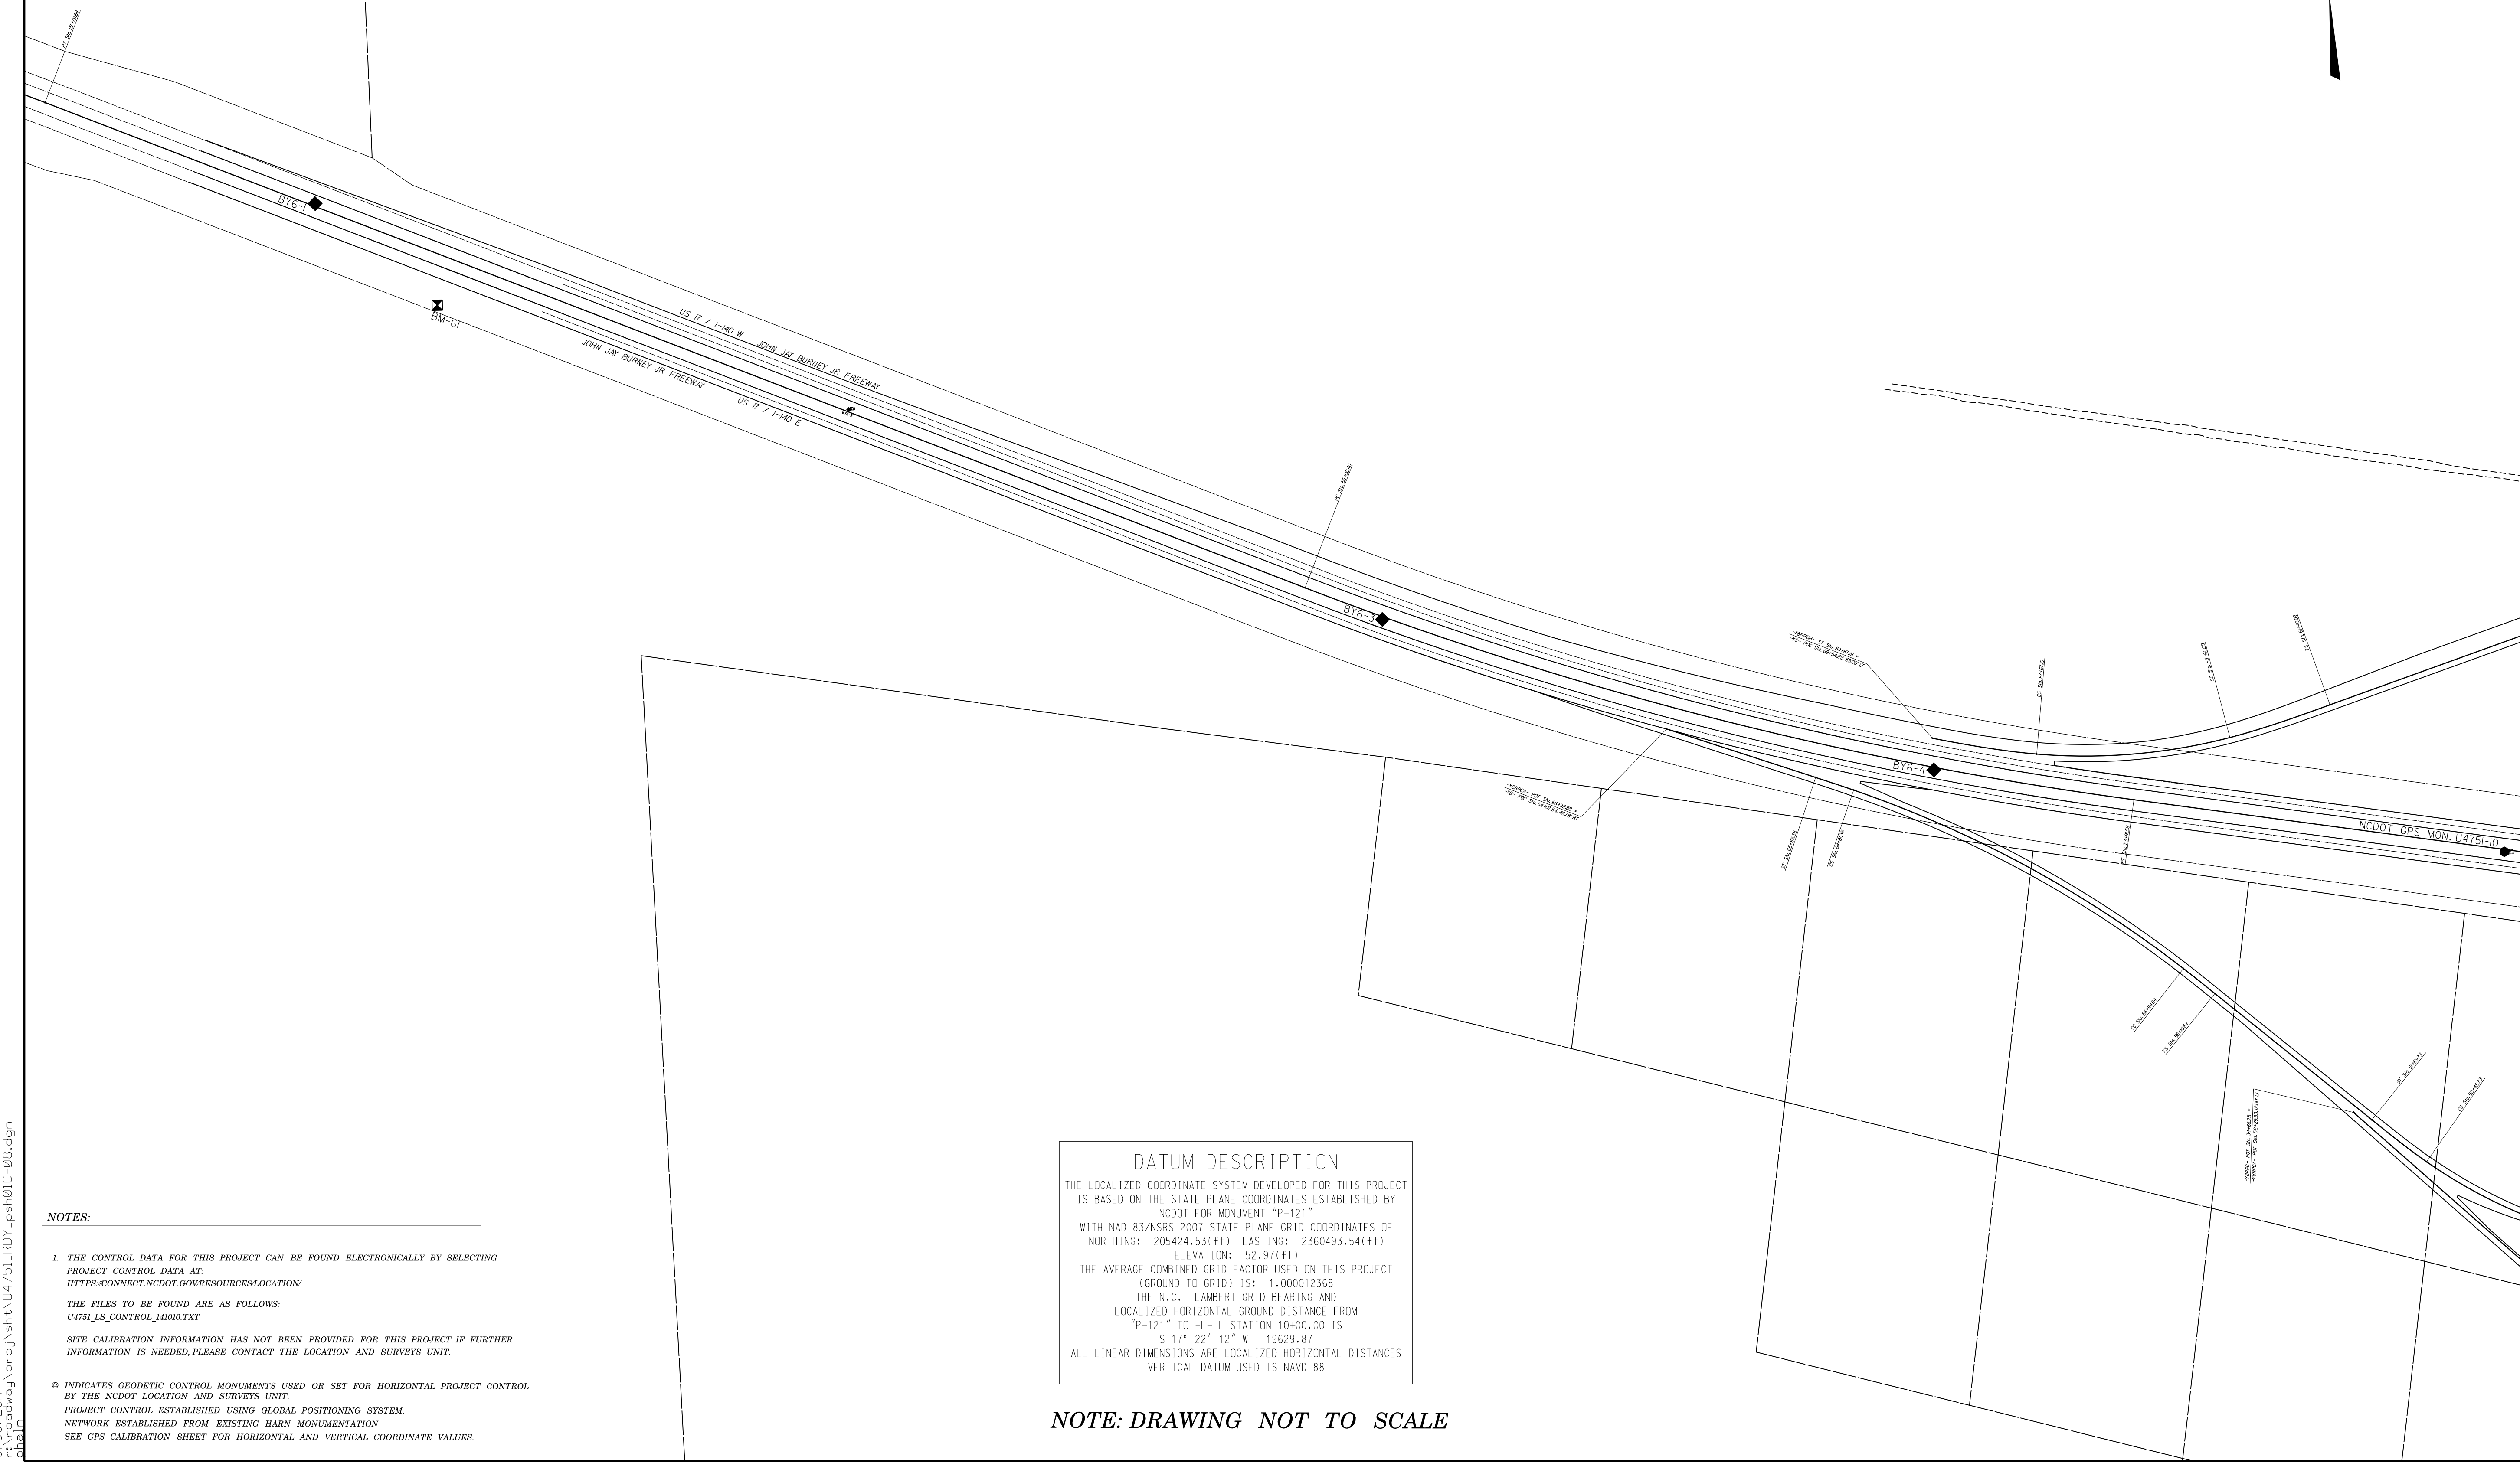 BY6-1
BM-61
US 17 / I-140 W
JOHN JAY BURNEY JR FREEWAY
JOHN JAY BURNEY JR FREEWAY
US 17 / I-140 E
PC Sta. 56+00.42
BY6-3
BY6-4
NCDOT GPS MON. U4751-10
DATUM DESCRIPTION
THE LOCALIZED COORDINATE SYSTEM DEVELOPED FOR THIS PROJECT
IS BASED ON THE STATE PLANE COORDINATES ESTABLISHED BY
NCDOT FOR MONUMENT "P-121"
WITH NAD 83/NSRS 2007 STATE PLANE GRID COORDINATES OF
NORTHING: 205424.53(ft) EASTING: 2360493.54(ft)
ELEVATION: 52.97(ft)
THE AVERAGE COMBINED GRID FACTOR USED ON THIS PROJECT
(GROUND TO GRID) IS: 1.000012368
THE N.C. LAMBERT GRID BEARING AND
LOCALIZED HORIZONTAL GROUND DISTANCE FROM
"P-121" TO -L- L STATION 10+00.00 IS
S 17° 22' 12" W 19629.87
ALL LINEAR DIMENSIONS ARE LOCALIZED HORIZONTAL DISTANCES
VERTICAL DATUM USED IS NAVD 88
NOTE: DRAWING NOT TO SCALE
NOTES:
1. THE CONTROL DATA FOR THIS PROJECT CAN BE FOUND ELECTRONICALLY BY SELECTING
PROJECT CONTROL DATA AT:
HTTPS://CONNECT.NCDOT.GOV/RESOURCES/LOCATION/
THE FILES TO BE FOUND ARE AS FOLLOWS:
U4751_LS_CONTROL_141010.TXT
SITE CALIBRATION INFORMATION HAS NOT BEEN PROVIDED FOR THIS PROJECT. IF FURTHER
INFORMATION IS NEEDED, PLEASE CONTACT THE LOCATION AND SURVEYS UNIT.
INDICATES GEODETIC CONTROL MONUMENTS USED OR SET FOR HORIZONTAL PROJECT CONTROL
BY THE NCDOT LOCATION AND SURVEYS UNIT.
PROJECT CONTROL ESTABLISHED USING GLOBAL POSITIONING SYSTEM.
NETWORK ESTABLISHED FROM EXISTING HARN MONUMENTATION
SEE GPS CALIBRATION SHEET FOR HORIZONTAL AND VERTICAL COORDINATE VALUES.
r:\roadway\proj\sht\U4751_RDY_psh01C-08.dgn